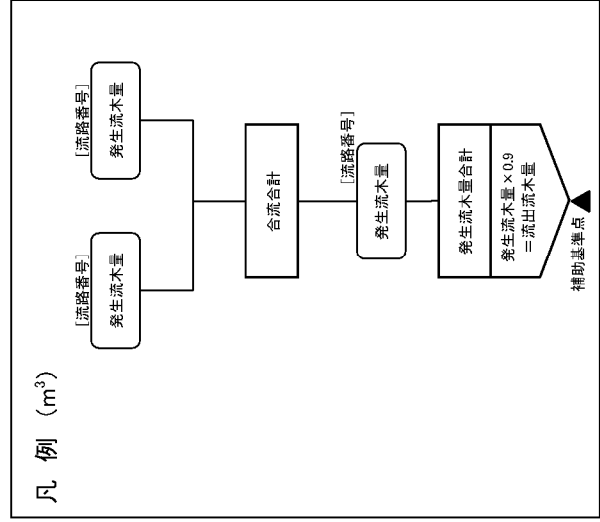 凡 例 (m³)
[流路番号]
発生流木量
[流路番号]
発生流木量
合流合計
[流路番号]
発生流木量
発生流木量合計
発生流木量×0.9
＝流出流木量
補助基準点